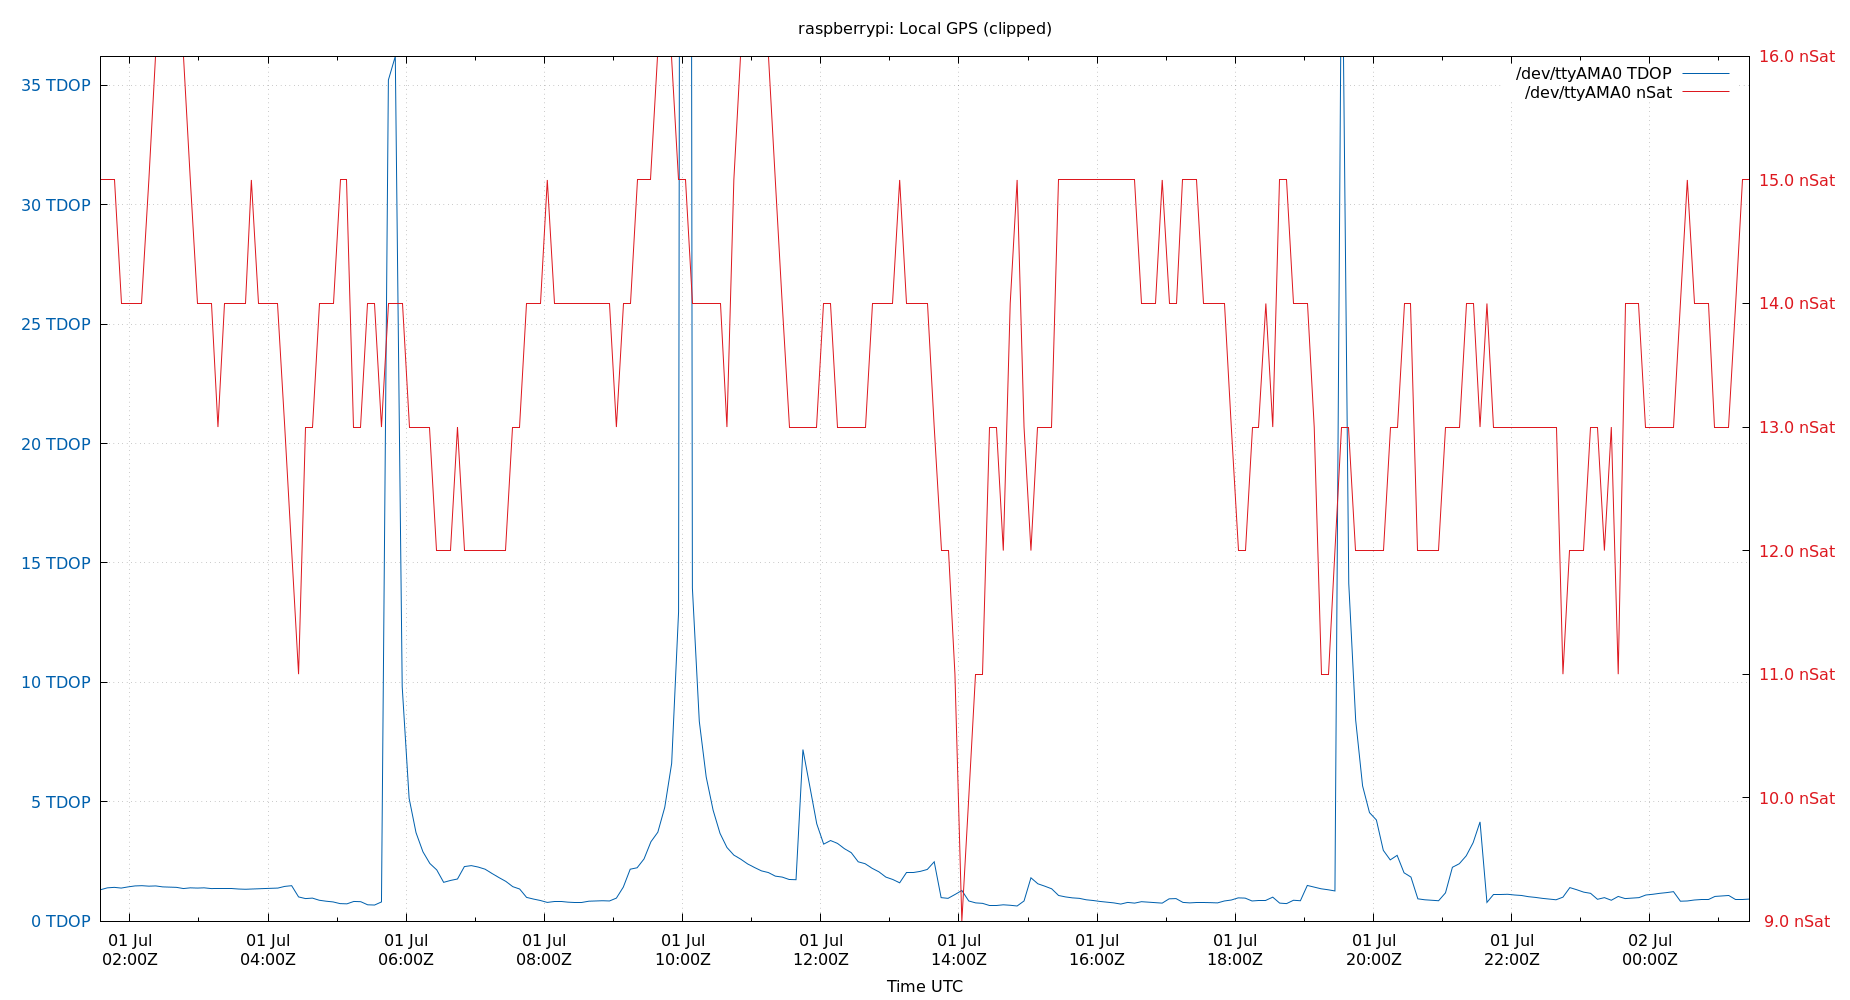 raspberrypi: Local GPS (clipped)
/dev/ttyAMA0 TDOP
/dev/ttyAMA0 nSat
35 TDOP
30 TDOP
25 TDOP
20 TDOP
15 TDOP
10 TDOP
5 TDOP
0 TDOP
16.0 nSat
15.0 nSat
14.0 nSat
13.0 nSat
12.0 nSat
11.0 nSat
10.0 nSat
9.0 nSat
01 Jul 01 Jul 01 Jul 01 Jul 01 Jul 01 Jul 01 Jul 01 Jul 01 Jul 01 Jul 01 Jul 02 Jul
02:00Z 04:00Z 06:00Z 08:00Z 10:00Z 12:00Z 14:00Z 16:00Z 18:00Z 20:00Z 22:00Z 00:00Z
Time UTC